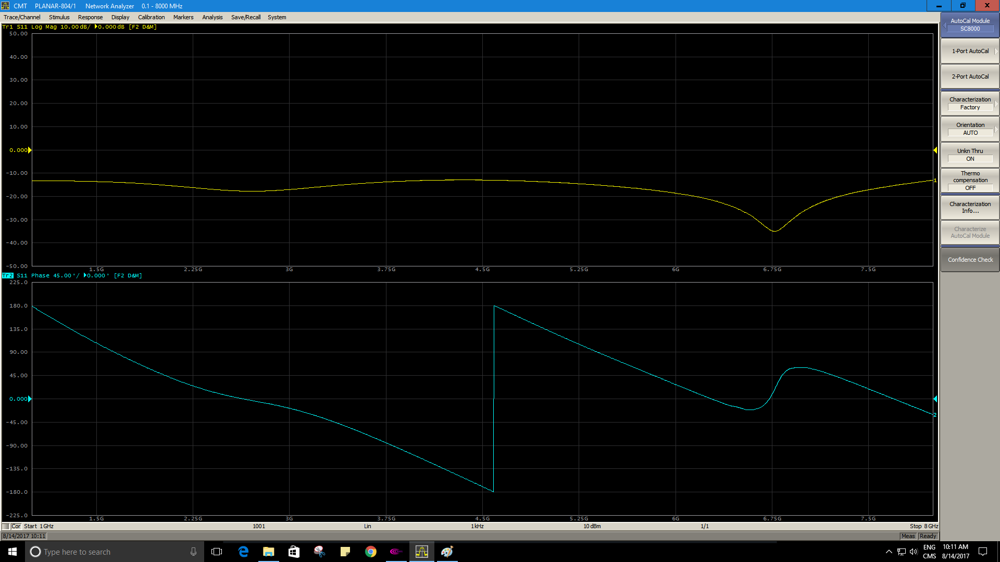 CMT PLANAR-804/1 Network Analyzer 0.1 - 8000 MHz
Trace/Channel Stimulus Response Display Calibration Markers Analysis Save/Recall System
Tr1 S11 Log Mag 10.00dB/ 0.000dB [F2 D&M]
50.00
40.00
30.00
20.00
10.00
0.000
-10.00
1
-20.00
-30.00
-40.00
-50.00
1.5G 2.25G 3G 3.75G 4.5G 5.25G 6G 6.75G 7.5G
Tr2 S11 Phase 45.00°/ 0.000° [F2 D&M]
225.0
180.0
135.0
90.00
45.00
0.000
2
-45.00
-90.00
-135.0
-180.0
-225.0
1.5G 2.25G 3G 3.75G 4.5G 5.25G 6G 6.75G 7.5G
Cor Start 1 GHz 1001 Lin 1 kHz 10 dBm 1/1 Stop 8 GHz
8/14/2017 10:11 Meas Ready
AutoCal Module
SC8000
1-Port AutoCal
2-Port AutoCal
Characterization
Factory
Orientation
AUTO
Unkn Thru
ON
Thermo
compensation
OFF
Characterization
Info...
Characterize
AutoCal Module
Confidence Check
Type here to search
ENG
CMS
10:11 AM
8/14/2017